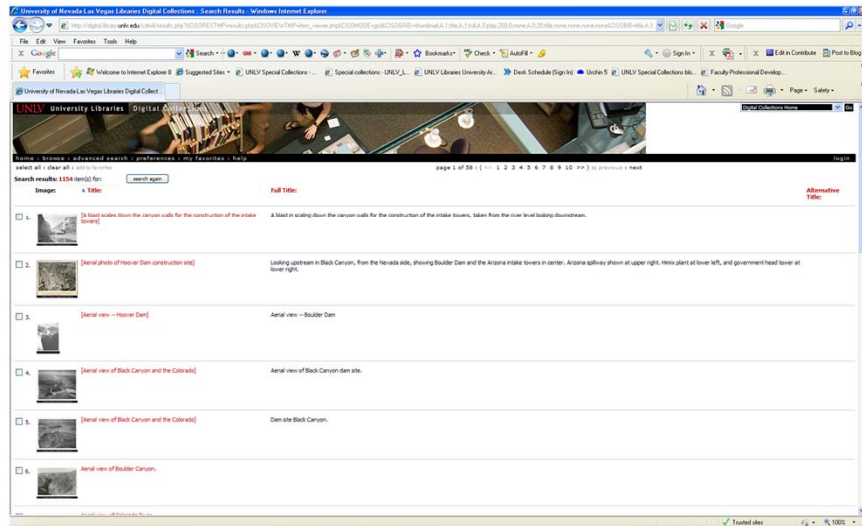 University of Nevada-Las Vegas Libraries Digital Collections : Search Results - Windows Internet Explorer
File Edit View Favorites Tools Help
X Google Search Bookmarks Check AutoFill Sign In X Edit in Contribute Post to Blog
Favorites Welcome to Internet Explorer 8 Suggested Sites UNLV Special Collections - ... Special collections - UNLV_L... UNLV Libraries University Ar... Desk Schedule (Sign In) Urchin 5 UNLV Special Collections blo... Faculty Professional Develop...
University of Nevada-Las Vegas Libraries Digital Collect...
Page Safety
UNLV University Libraries Digital Collections
Digital Collections Home Go
home : browse : advanced search : preferences : my favorites : help
login
select all : clear all : add to favorites
page 1 of 58 : ( << 1 2 3 4 5 6 7 8 9 10 >> ) : previous : next
Search results: 1154 item(s) for: search again
Image: Title: Full Title: Alternative Title:
1. [A blast scales down the canyon walls for the construction of the intake towers]
A blast in scaling down the canyon walls for the construction of the intake towers, taken from the river level looking downstream.
2. [Aerial photo of Hoover Dam construction site]
Looking upstream in Black Canyon, from the Nevada side, showing Boulder Dam and the Arizona intake towers in center. Arizona spillway shown at upper right. Himix plant at lower left, and government head tower at
lower right.
3. [Aerial view -- Hoover Dam]
Aerial view -- Boulder Dam
4. [Aerial view of Black Canyon and the Colorado]
Aerial view of Black Canyon dam site.
5. [Aerial view of Black Canyon and the Colorado]
Dam site Black Canyon.
6. Aerial view of Boulder Canyon.
Trusted sites 100%